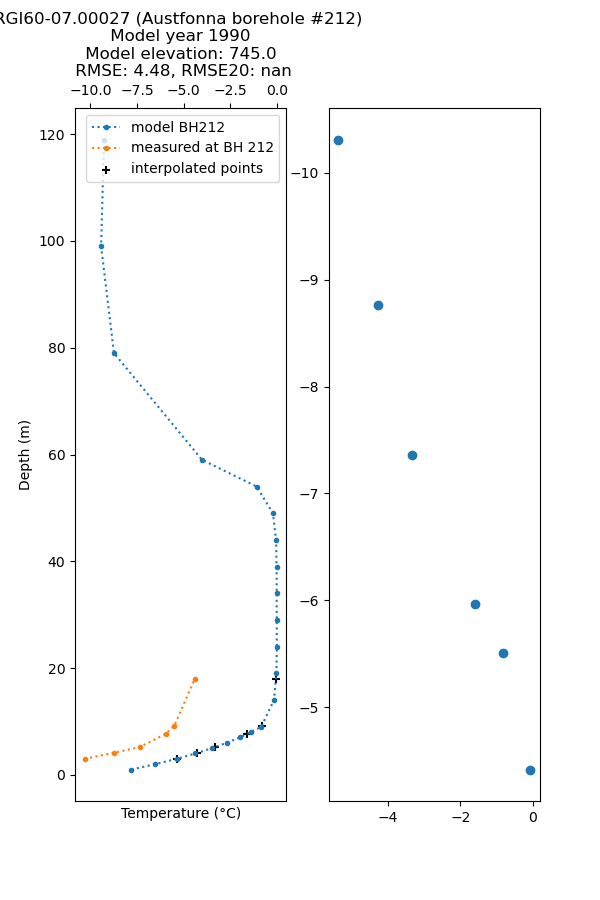 RGI60-07.00027 (Austfonna borehole #212)
Model year 1990
Model elevation: 745.0
RMSE: 4.48, RMSE20: nan
−10.0 −7.5 −5.0 −2.5 0.0
model BH212
measured at BH 212
interpolated points
120
100
80
60
40
20
0
Depth (m)
Temperature (°C)
−10
−9
−8
−7
−6
−5
−4 −2 0